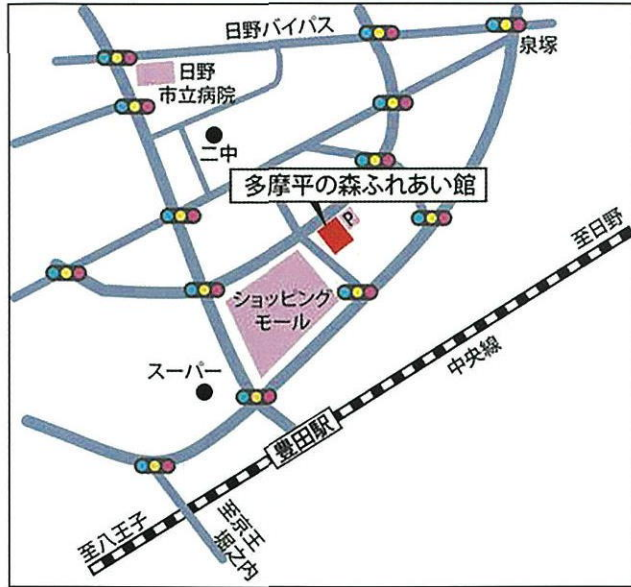 日野バイパス
泉塚
日野
市立病院
二中
多摩平の森ふれあい館
P
至日野
ショッピング
モール
中央線
スーパー
豊田駅
至八王子
至京王
堀之内